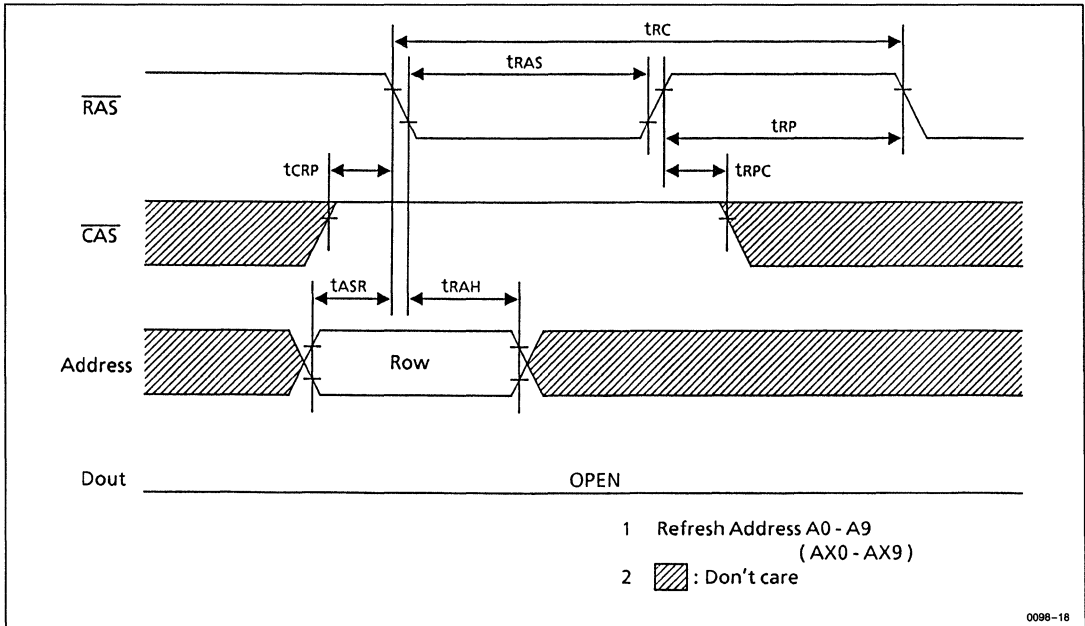 tRC
tRAS
RAS
tRP
tCRP
tRPC
CAS
tASR
tRAH
Address
Row
Dout
OPEN
1 Refresh Address A0 - A9
( AX0 - AX9 )
2 : Don't care
0098-18